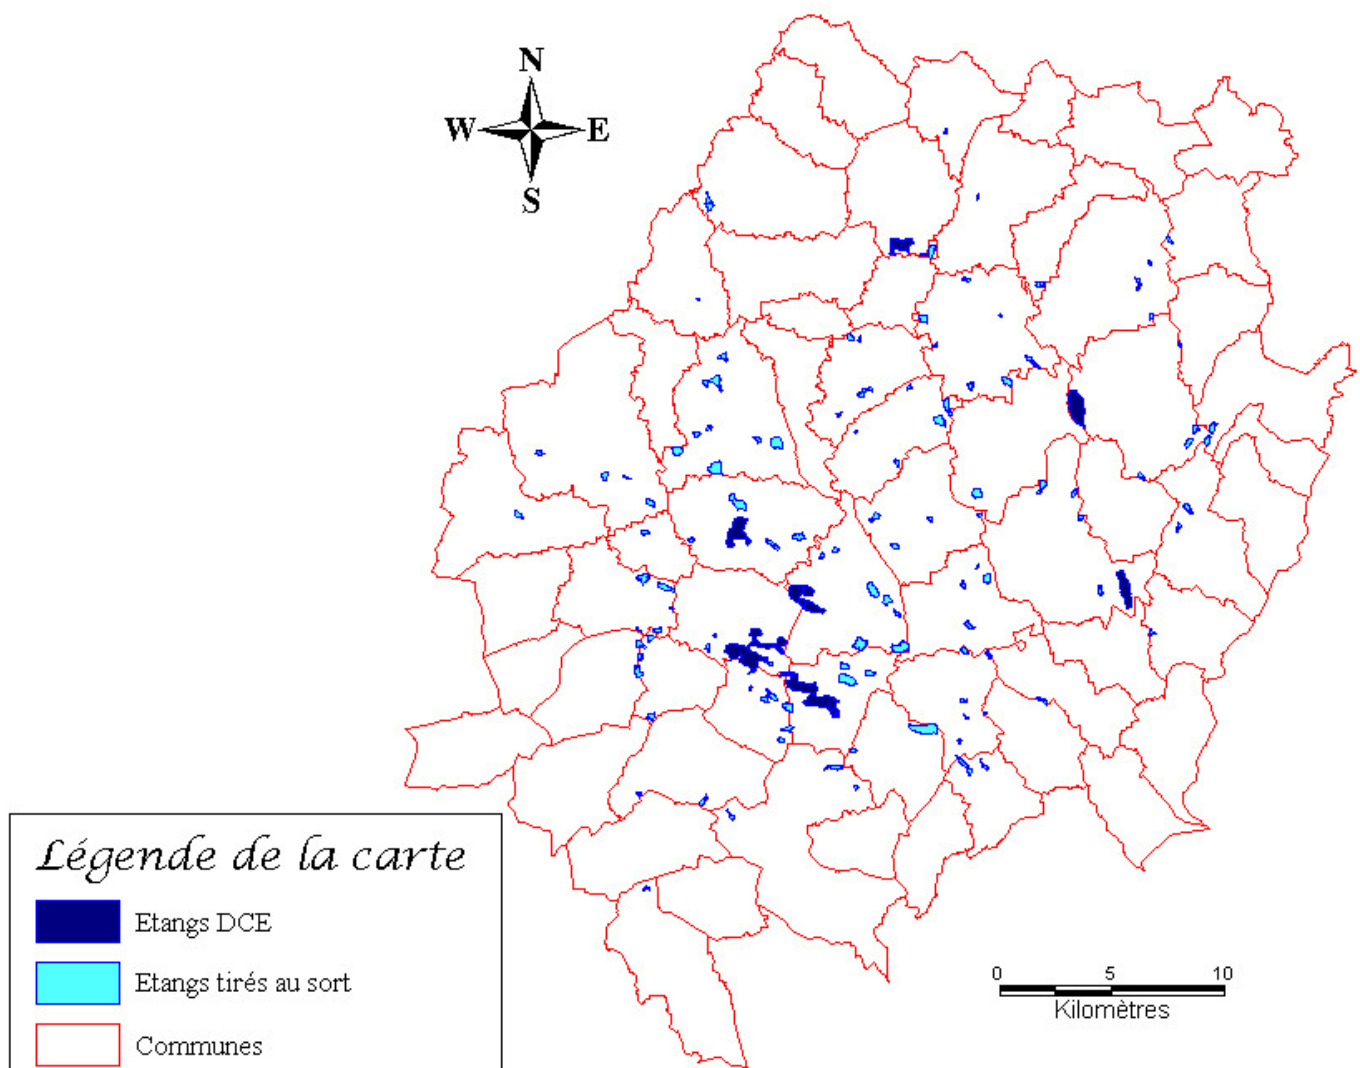 N
W E
S
Légende de la carte
Etangs DCE
Etangs tirés au sort
Communes
0 5 10
Kilomètres